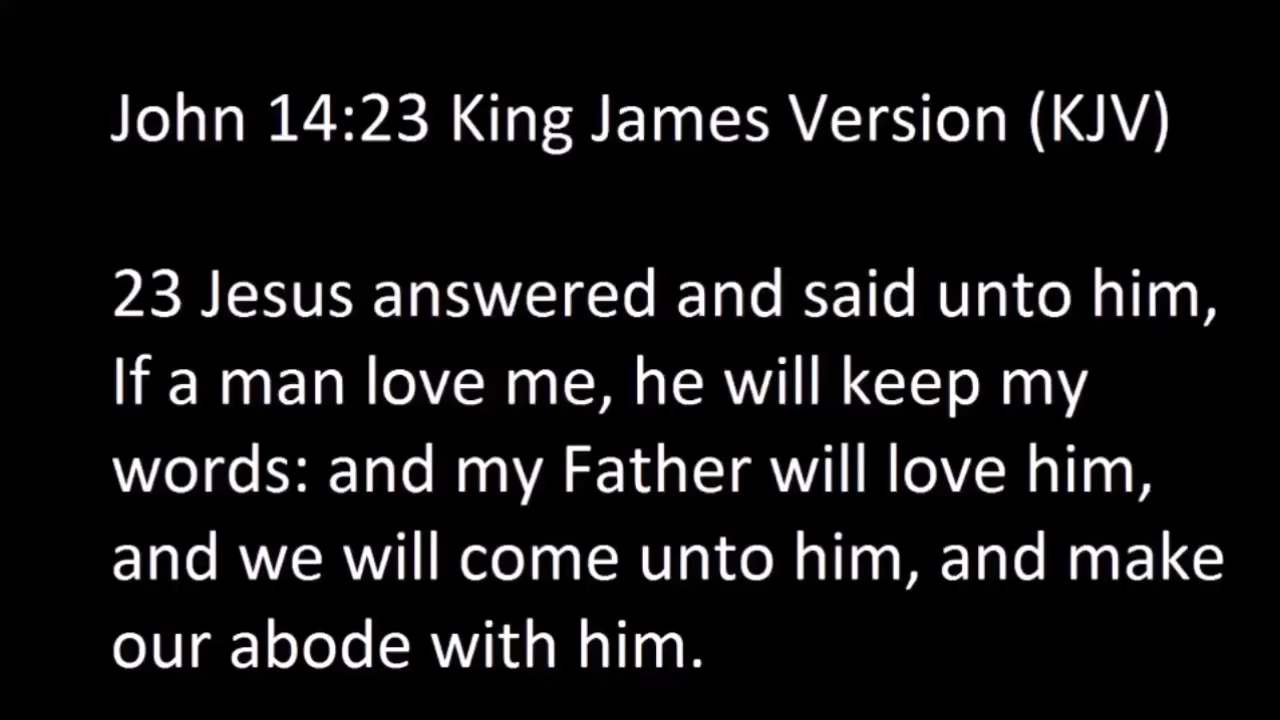 John 14:23 King James Version (KJV)
23 Jesus answered and said unto him,
If a man love me, he will keep my
words: and my Father will love him,
and we will come unto him, and make
our abode with him.